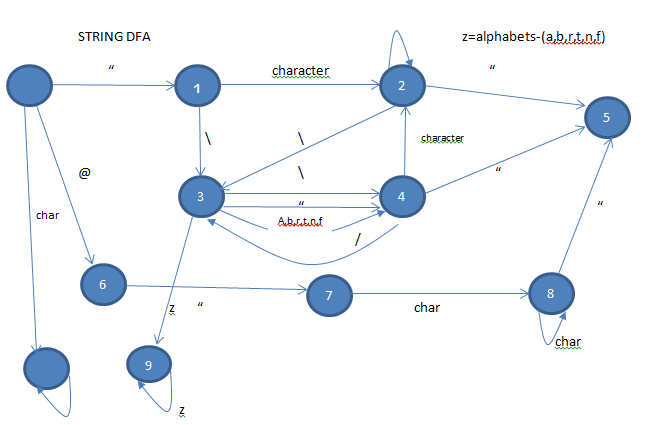 STRING DFA
z=alphabets-(a,b,r,t,n,f)
“
character
“
1
2
5
\
\
character
\
@
“
3
“
4
A,b,r,t,n,f
char
“
/
6
7
8
z
“
char
char
9
z